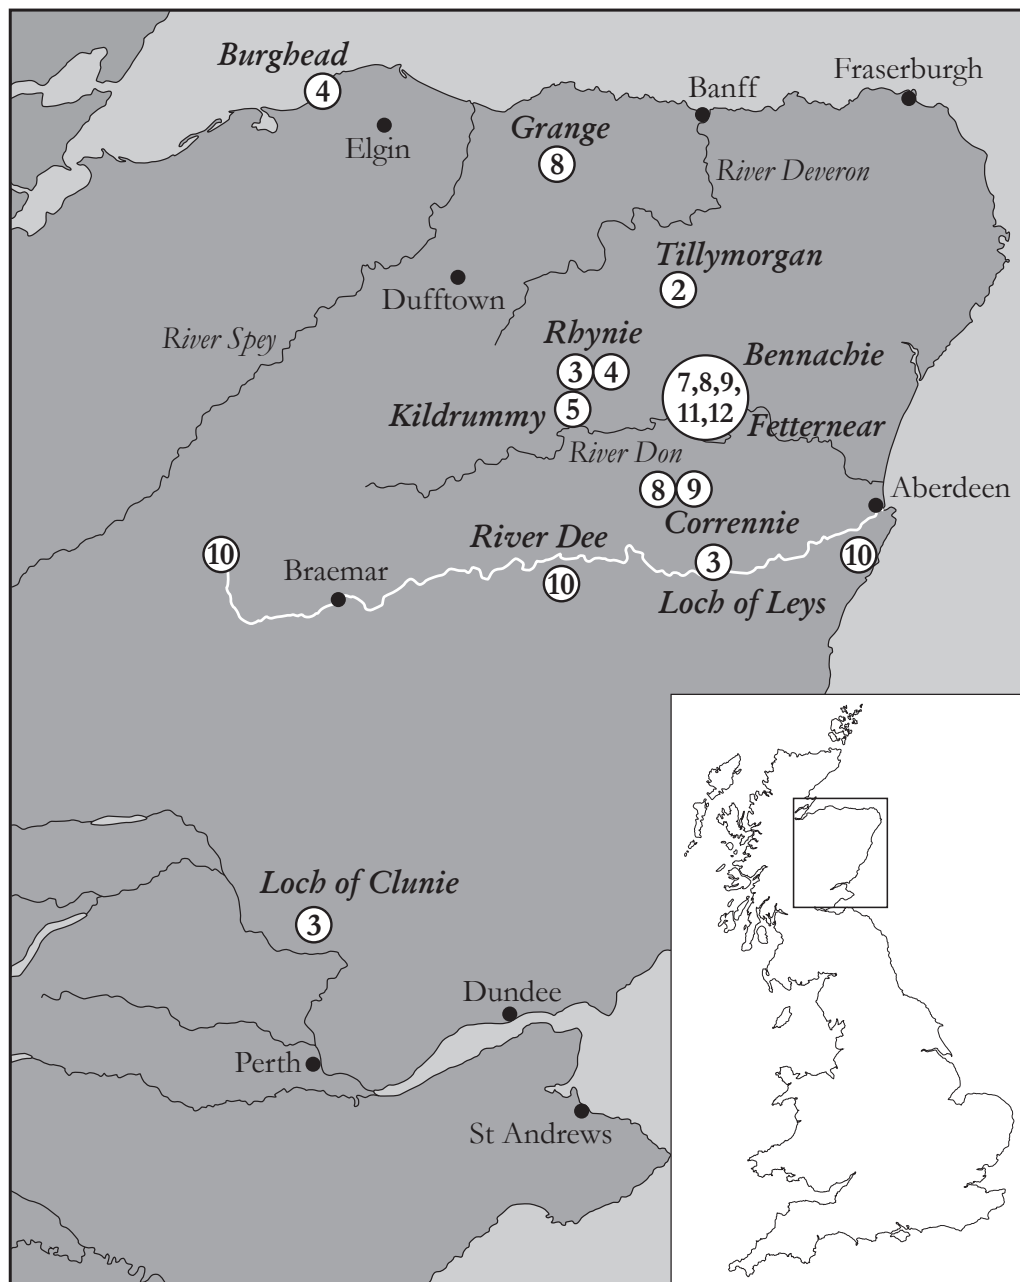 Burghead
4
Elgin
Banff
Fraserburgh
Grange
8
River Deveron
Tillymorgan
2
Dufftown
River Spey
Rhynie
3
4
Bennachie
7,8,9,
11,12
Kildrummy
5
Fetternear
River Don
8
9
Aberdeen
Corrennie
River Dee
10
Braemar
10
3
10
Loch of Leys
Loch of Clunie
3
Dundee
Perth
St Andrews